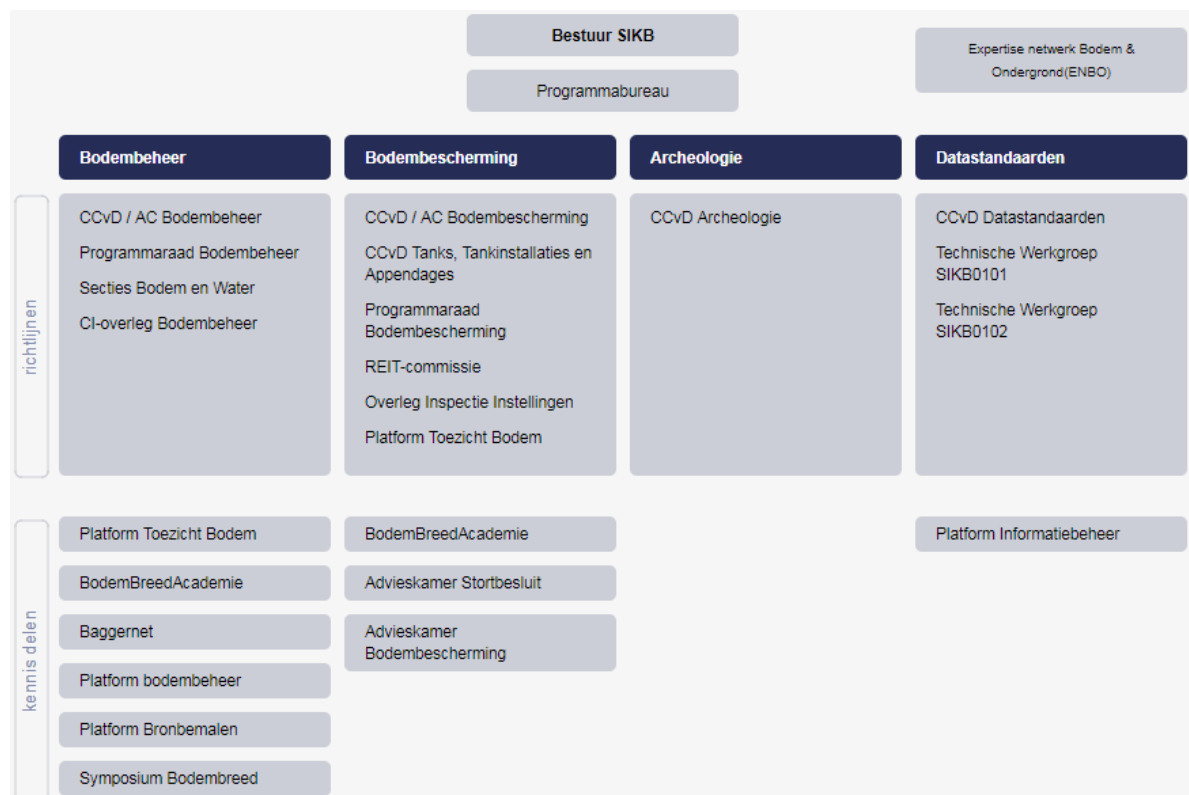 Bestuur SIKB
Expertise netwerk Bodem &
Ondergrond(ENBO)
Programmabureau
Bodembeheer
Bodembescherming
Archeologie
Datastandaarden
richtlijnen
CCvD / AC Bodembeheer
Programmaraad Bodembeheer
Secties Bodem en Water
CI-overleg Bodembeheer
CCvD / AC Bodembescherming
CCvD Tanks, Tankinstallaties en
Appendages
Programmaraad
Bodembescherming
REIT-commissie
Overleg Inspectie Instellingen
Platform Toezicht Bodem
CCvD Archeologie
CCvD Datastandaarden
Technische Werkgroep
SIKB0101
Technische Werkgroep
SIKB0102
kennis delen
Platform Toezicht Bodem
BodemBreedAcademie
Baggernet
Platform bodembeheer
Platform Bronbemalen
Symposium Bodembreed
BodemBreedAcademie
Advieskamer Stortbesluit
Advieskamer
Bodembescherming
Platform Informatiebeheer